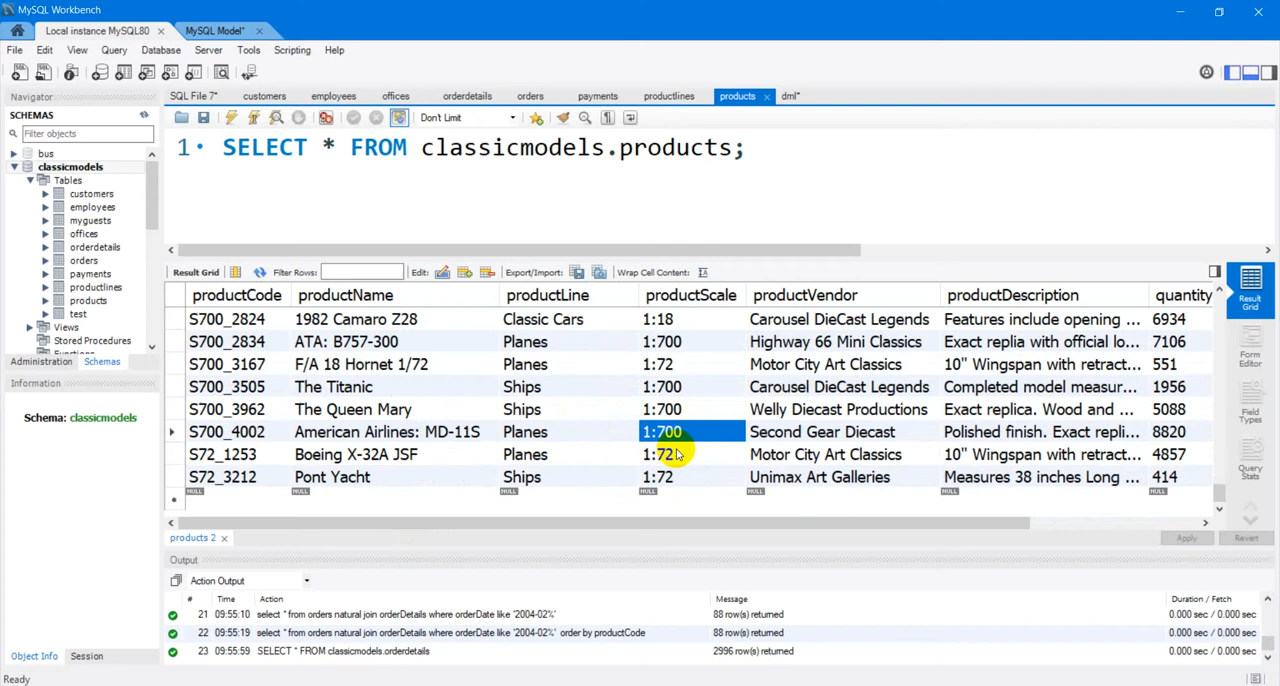 MySQL Workbench
Local instance MySQL80 MySQL Model*
File Edit View Query Database Server Tools Scripting Help
Navigator
SCHEMAS
Filter objects
bus
classicmodels
Tables
customers
employees
myguests
offices
orderdetails
orders
payments
productlines
products
test
Views
Stored Procedures
Administration Schemas
Information
Schema: classicmodels
Object Info Session
Ready
SQL File 7* customers employees offices orderdetails orders payments productlines products dml*
Don't Limit
1 SELECT * FROM classicmodels.products;
Result Grid Filter Rows: Edit: Export/Import: Wrap Cell Content: IA
productCode productName productLine productScale productVendor productDescription quantity
S700_2824 1982 Camaro Z28 Classic Cars 1:18 Carousel DieCast Legends Features include opening ... 6934
S700_2834 ATA: B757-300 Planes 1:700 Highway 66 Mini Classics Exact replia with official lo... 7106
S700_3167 F/A 18 Hornet 1/72 Planes 1:72 Motor City Art Classics 10" Wingspan with retract... 551
S700_3505 The Titanic Ships 1:700 Carousel DieCast Legends Completed model measur... 1956
S700_3962 The Queen Mary Ships 1:700 Welly Diecast Productions Exact replica. Wood and ... 5088
S700_4002 American Airlines: MD-11S Planes 1:700 Second Gear Diecast Polished finish. Exact repli... 8820
S72_1253 Boeing X-32A JSF Planes 1:72 Motor City Art Classics 10" Wingspan with retract... 4857
S72_3212 Pont Yacht Ships 1:72 Unimax Art Galleries Measures 38 inches Long ... 414
NULL NULL NULL NULL NULL NULL NULL
Result Grid
Form Editor
Field Types
Query Stats
products 2 Apply Revert
Output
Action Output
# Time Action Message Duration / Fetch
21 09:55:10 select * from orders natural join orderDetails where orderDate like '2004-02%' 88 row(s) returned 0.000 sec / 0.000 sec
22 09:55:19 select * from orders natural join orderDetails where orderDate like '2004-02%' order by productCode 88 row(s) returned 0.000 sec / 0.000 sec
23 09:55:59 SELECT * FROM classicmodels.orderdetails 2996 row(s) returned 0.000 sec / 0.000 sec